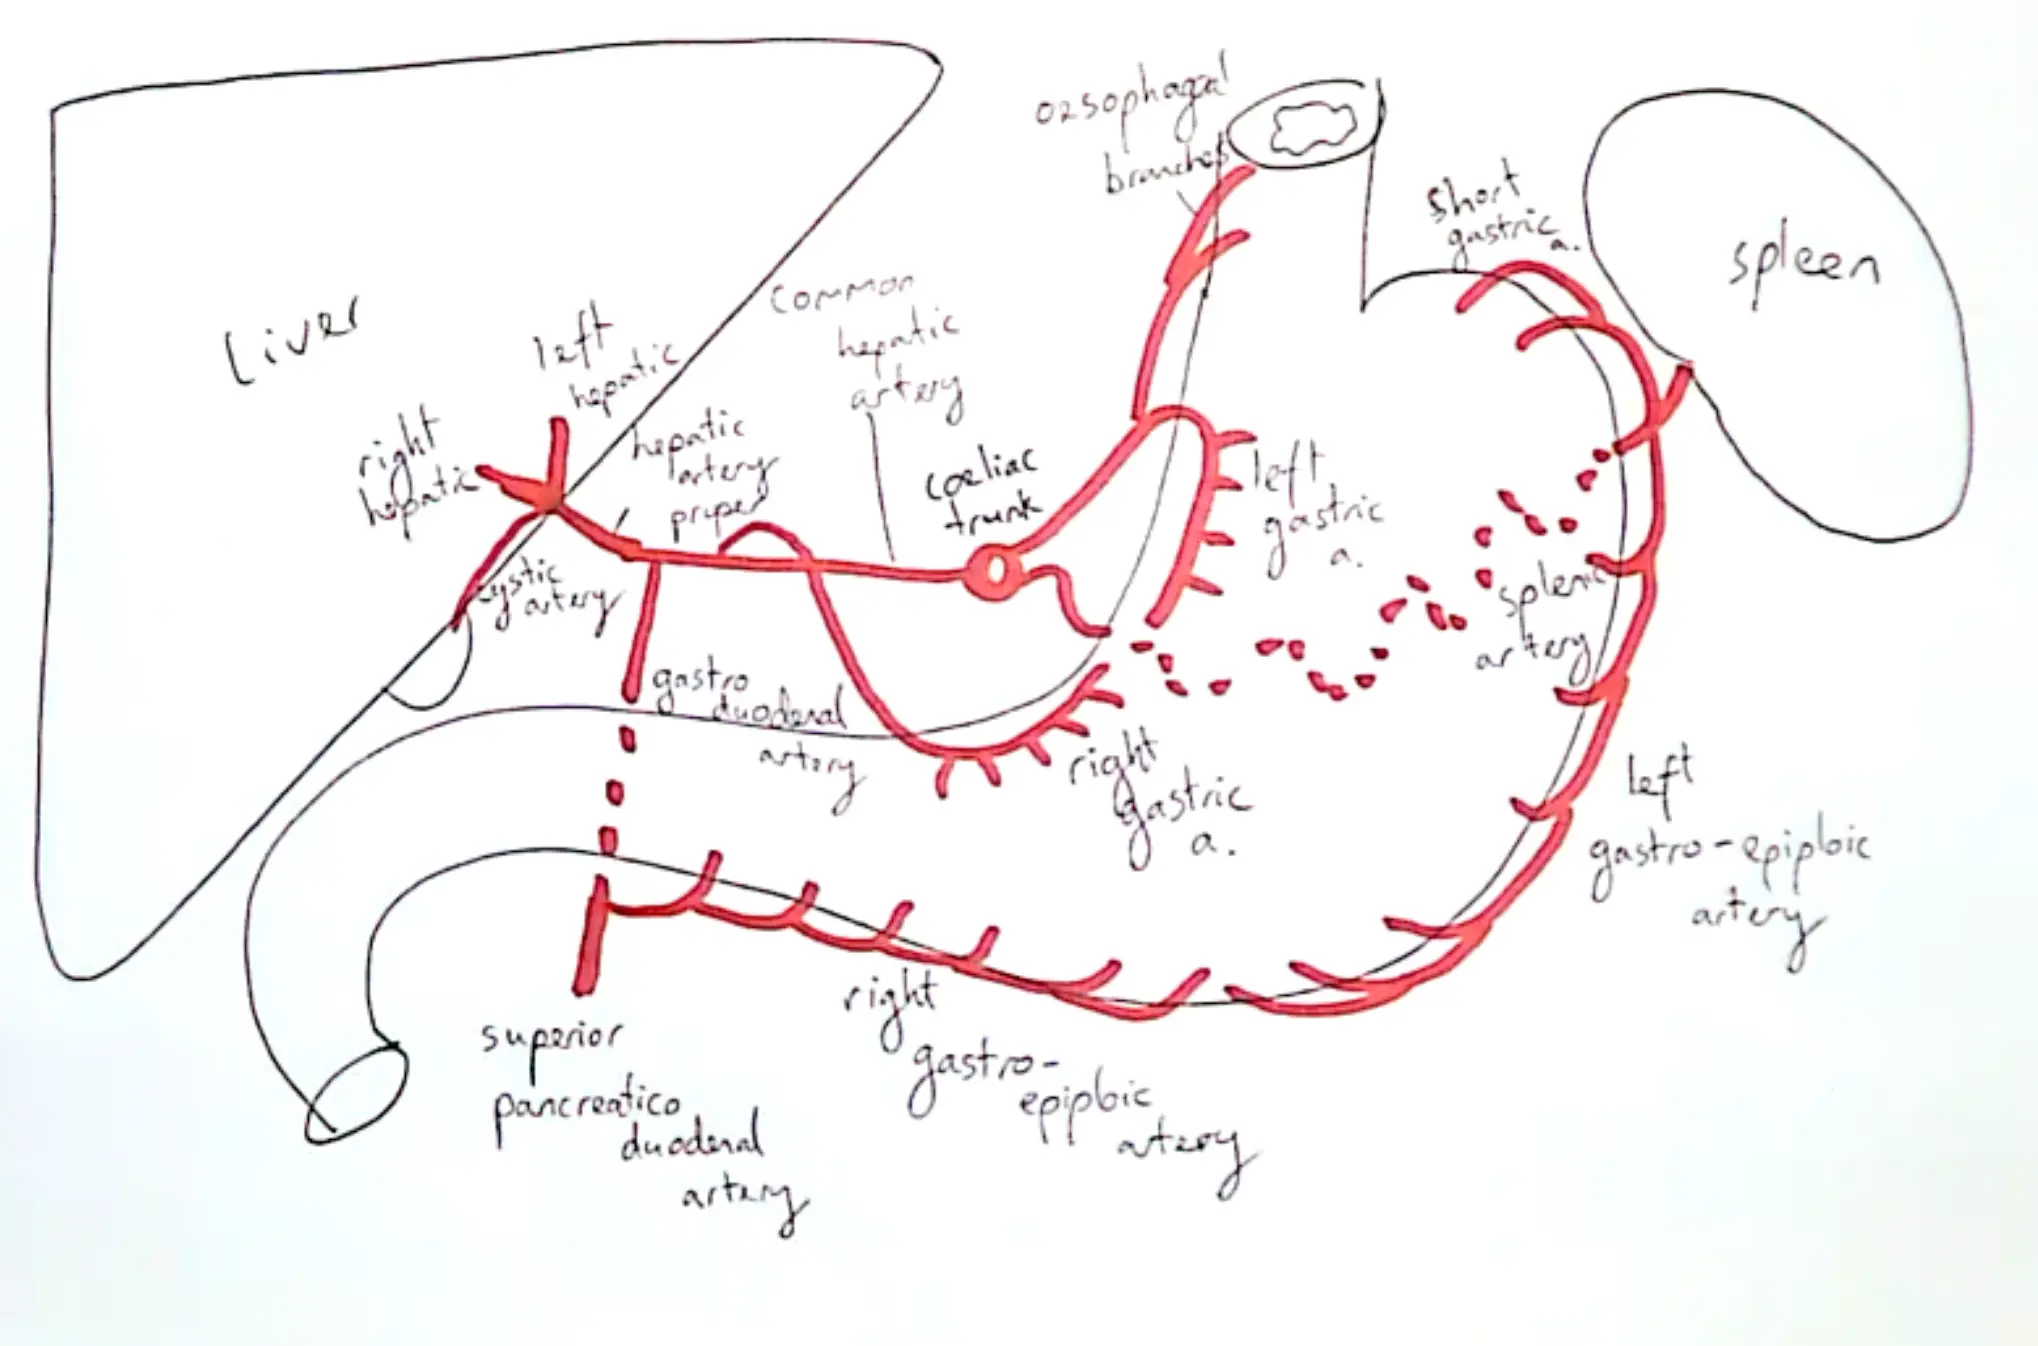 oesophagal
branches
short
gastric
a.
spleen
Liver
left
hepatic
common
hepatic
artery
right
hepatic
hepatic
artery
proper
coeliac
trunk
left
gastric
a.
cystic
artery
splenic
artery
gastro
duodenal
artery
right
gastric
a.
left
gastro-epiploic
artery
right
gastro-
epiploic
artery
superior
pancreatico
duodenal
artery